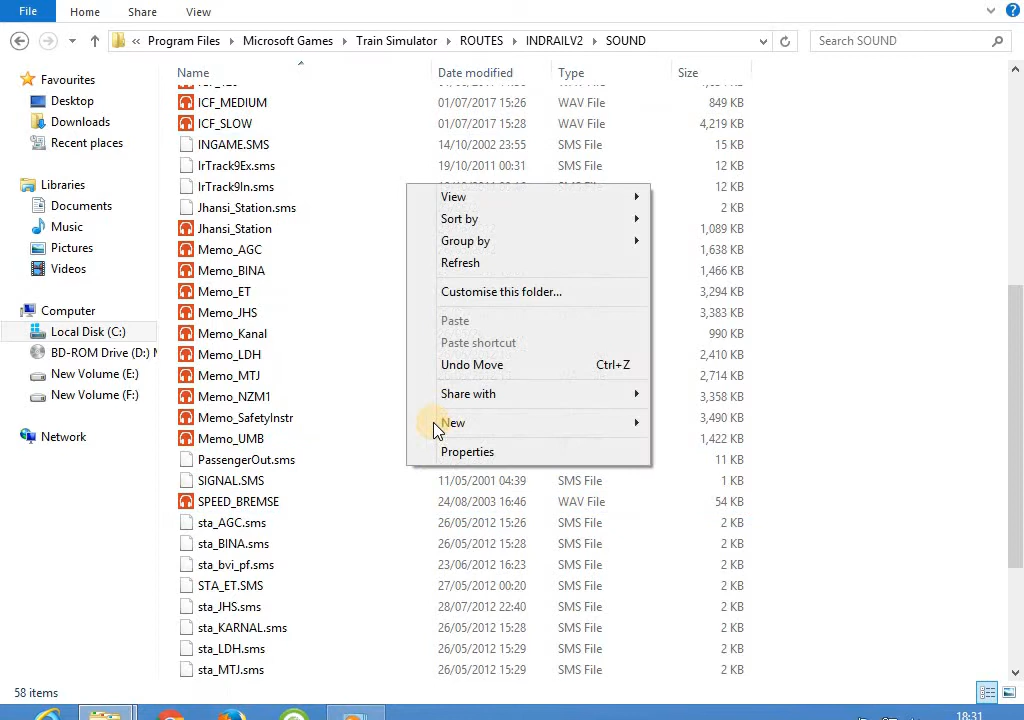 File Home Share View
« Program Files Microsoft Games Train Simulator ROUTES INDRAILV2 SOUND Search SOUND
Name Date modified Type Size
Favourites
Desktop
Downloads
Recent places
Libraries
Documents
Music
Pictures
Videos
Computer
Local Disk (C:)
BD-ROM Drive (D:)
New Volume (E:)
New Volume (F:)
Network
ICF_MEDIUM 01/07/2017 15:26 WAV File 849 KB
ICF_SLOW 01/07/2017 15:28 WAV File 4,219 KB
INGAME.SMS 14/10/2002 23:55 SMS File 15 KB
IrTrack9Ex.sms 19/10/2011 00:31 SMS File 12 KB
IrTrack9In.sms 12 KB
Jhansi_Station.sms 2 KB
Jhansi_Station 1,089 KB
Memo_AGC 1,638 KB
Memo_BINA 1,466 KB
Memo_ET 3,294 KB
Memo_JHS 3,383 KB
Memo_Kanal 990 KB
Memo_LDH 2,410 KB
Memo_MTJ 2,714 KB
Memo_NZM1 3,358 KB
Memo_SafetyInstr 3,490 KB
Memo_UMB 1,422 KB
PassengerOut.sms 11 KB
SIGNAL.SMS 11/05/2001 04:39 SMS File 1 KB
SPEED_BREMSE 24/08/2003 16:46 WAV File 54 KB
sta_AGC.sms 26/05/2012 15:26 SMS File 2 KB
sta_BINA.sms 26/05/2012 15:28 SMS File 2 KB
sta_bvi_pf.sms 23/06/2012 16:23 SMS File 2 KB
STA_ET.SMS 27/05/2012 00:20 SMS File 2 KB
sta_JHS.sms 28/07/2012 22:40 SMS File 2 KB
sta_KARNAL.sms 26/05/2012 15:28 SMS File 2 KB
sta_LDH.sms 26/05/2012 15:29 SMS File 2 KB
sta_MTJ.sms 26/05/2012 15:29 SMS File 2 KB
View
Sort by
Group by
Refresh
Customise this folder...
Paste
Paste shortcut
Undo Move Ctrl+Z
Share with
New
Properties
58 items
18:31